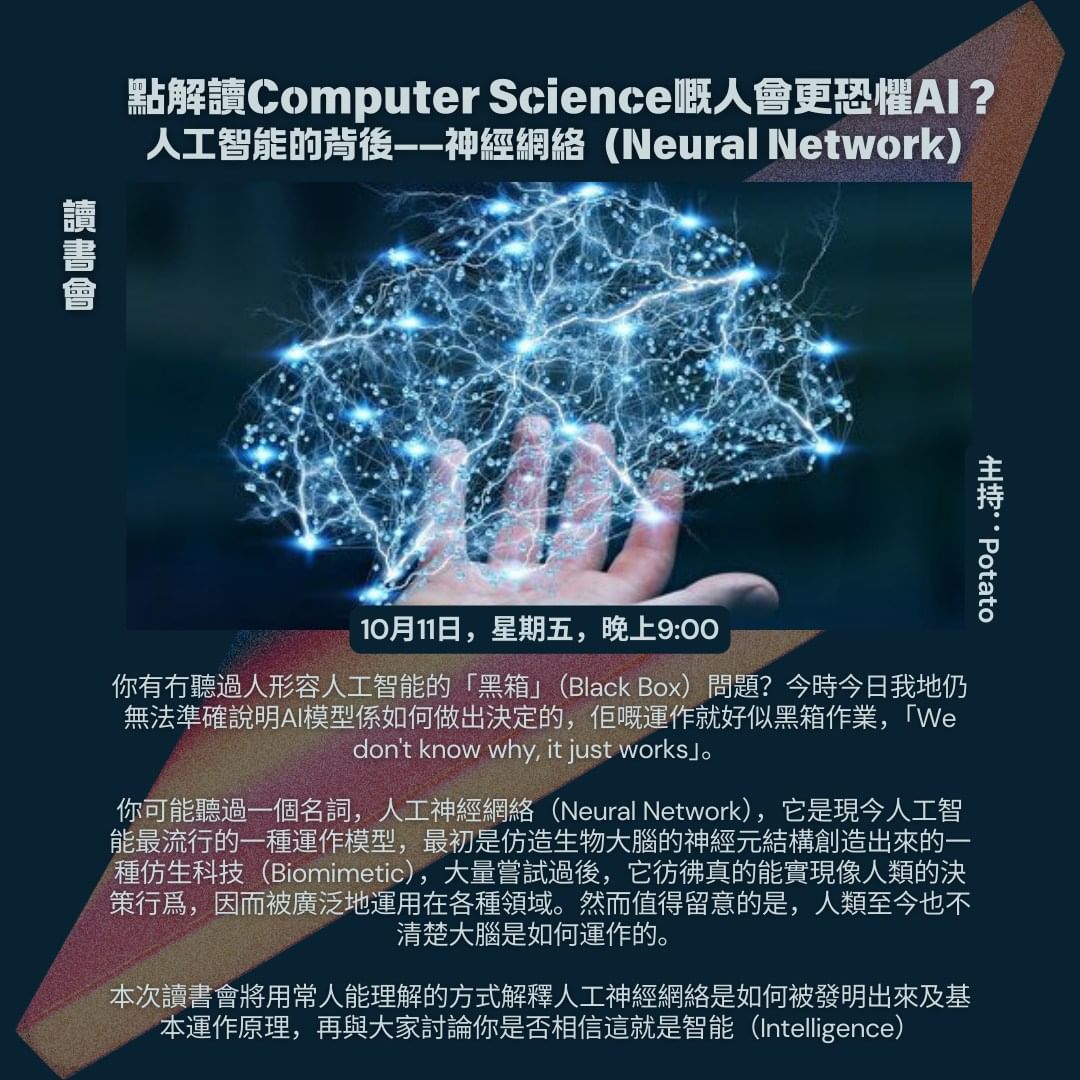 點解讀Computer Science嘅人會更恐懼AI？
人工智能的背後——神經網絡（Neural Network）
讀書會
主持：Potato
10月11日，星期五，晚上9:00
你有冇聽過人形容人工智能的「黑箱」（Black Box）問題？今時今日我地仍
無法準確說明AI模型係如何做出決定的，佢嘅運作就好似黑箱作業，「We
don't know why, it just works」。
你可能聽過一個名詞，人工神經網絡（Neural Network），它是現今人工智
能最流行的一種運作模型，最初是仿造生物大腦的神經元結構創造出來的一
種仿生科技（Biomimetic），大量嘗試過後，它彷彿真的能實現像人類的決
策行爲，因而被廣泛地運用在各種領域。然而值得留意的是，人類至今也不
清楚大腦是如何運作的。
本次讀書會將用常人能理解的方式解釋人工神經網絡是如何被發明出來及基
本運作原理，再與大家討論你是否相信這就是智能（Intelligence）